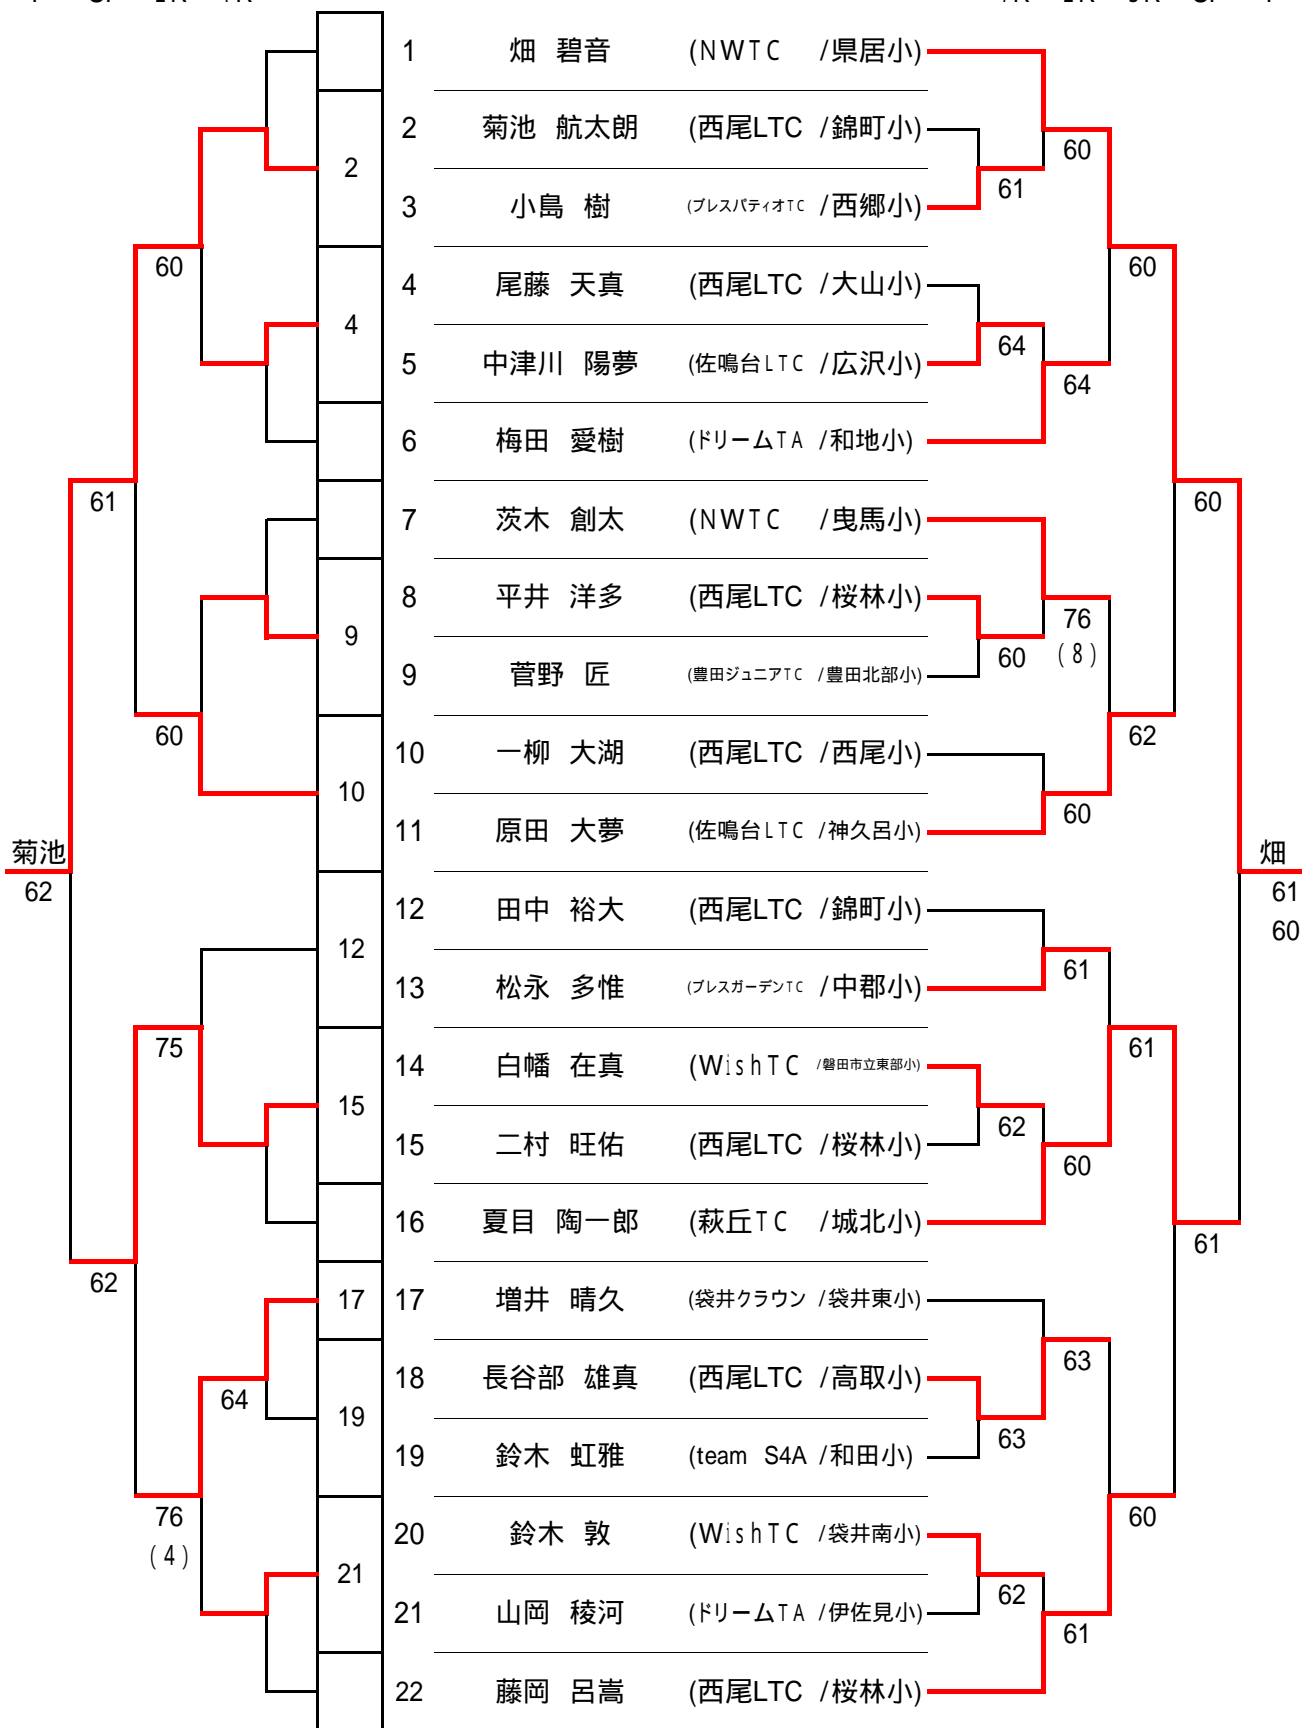 1 畑 碧音 (NWTC /県居小)
2 菊池 航太朗 (西尾LTC /錦町小) 60
2
61
3 小島 樹 (ブレスパティオTC /西郷小)
60 60
4 尾藤 天真 (西尾LTC /大山小)
4
64
5 中津川 陽夢 (佐鳴台LTC /広沢小)
64
6 梅田 愛樹 (ドリームTA /和地小)
61 60
7 茨木 創太 (NWTC /曳馬小)
8 平井 洋多 (西尾LTC /桜林小)
76
9
60 (8)
9 菅野 匠 (豊田ジュニアTC /豊田北部小)
60 62
10 一柳 大湖 (西尾LTC /西尾小)
10
60
11 原田 大夢 (佐鳴台LTC /神久呂小)
菊池 畑
62 61
12 田中 裕大 (西尾LTC /錦町小)
60
12
61
13 松永 多惟 (ブレスガーデンTC /中郡小)
75 61
14 白幡 在真 (WishTC /磐田市立東部小)
15
62
15 二村 旺佑 (西尾LTC /桜林小)
60
16 夏目 陶一郎 (萩丘TC /城北小)
61
62
17 17 増井 晴久 (袋井クラウン /袋井東小)
63
18 長谷部 雄真 (西尾LTC /高取小)
64
19
63
19 鈴木 虹雅 (team S4A /和田小)
76 60
20 鈴木 敦 (WishTC /袋井南小)
(4)
21
62
21 山岡 稜河 (ドリームTA /伊佐見小)
61
22 藤岡 呂嵩 (西尾LTC /桜林小)